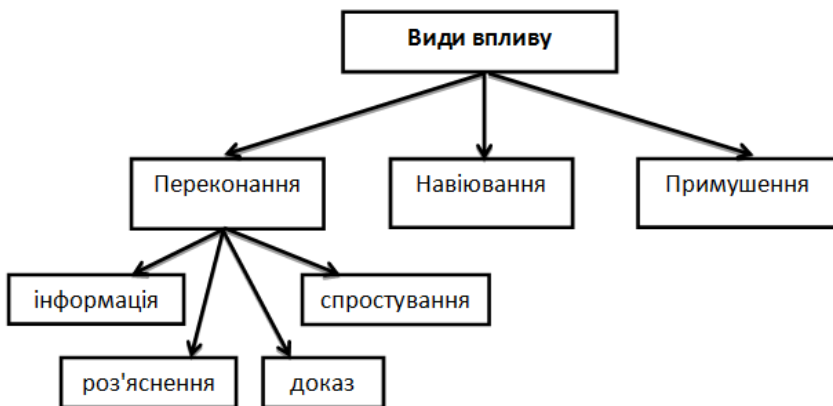 Види впливу
Переконання
Навіювання
Примушення
інформація
спростування
роз'яснення
доказ